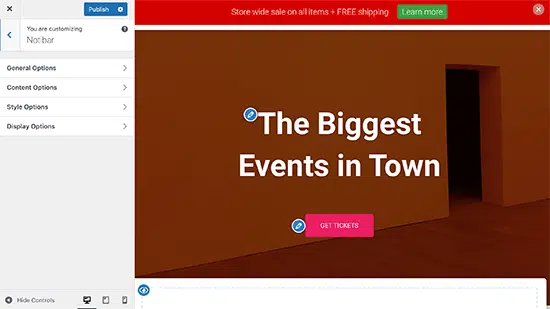 Publish
You are customizing
Notibar
General Options
Content Options
Style Options
Display Options
Hide Controls
Store wide sale on all items + FREE shipping
Learn more
The Biggest
Events in Town
GET TICKETS